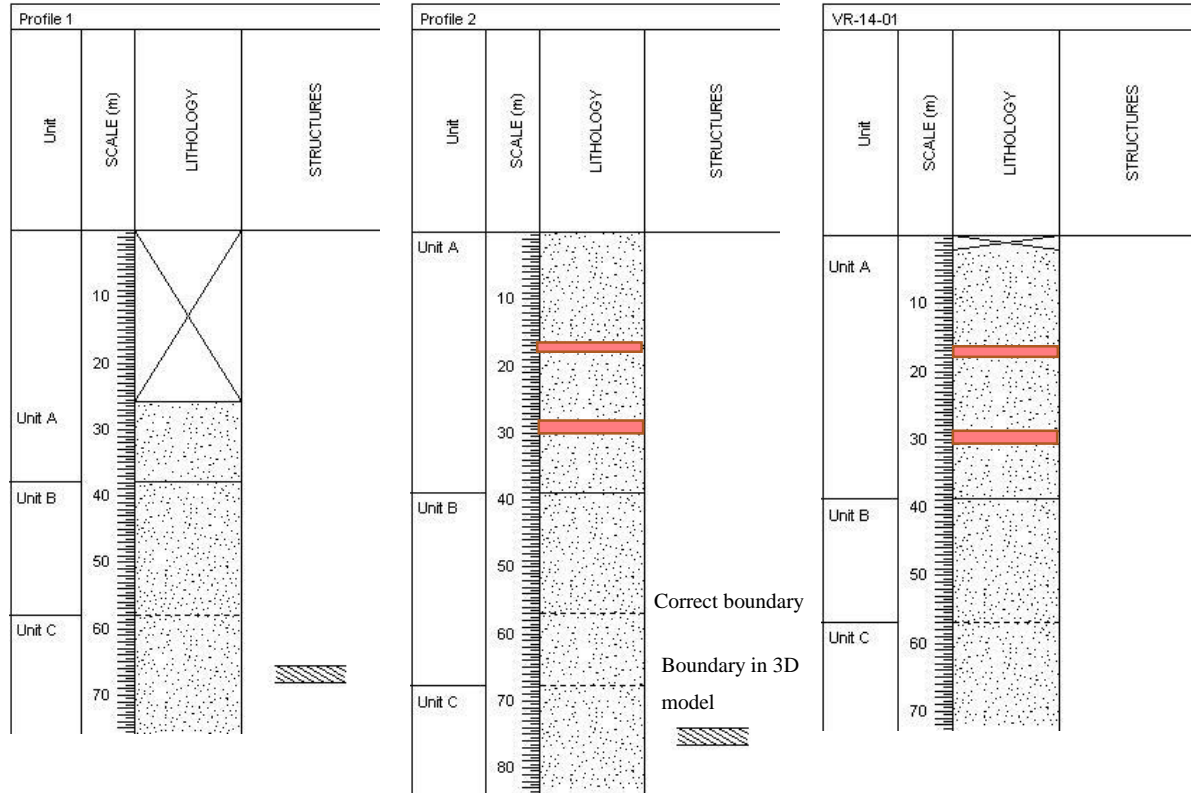 Profile 1
Unit
SCALE (m)
LITHOLOGY
STRUCTURES
Unit A
Unit B
Unit C
10
20
30
40
50
60
70
Profile 2
Unit
SCALE (m)
LITHOLOGY
STRUCTURES
Unit A
Unit B
Unit C
10
20
30
40
50
60
70
80
Correct boundary
Boundary in 3D
model
VR-14-01
Unit
SCALE (m)
LITHOLOGY
STRUCTURES
Unit A
Unit B
Unit C
10
20
30
40
50
60
70